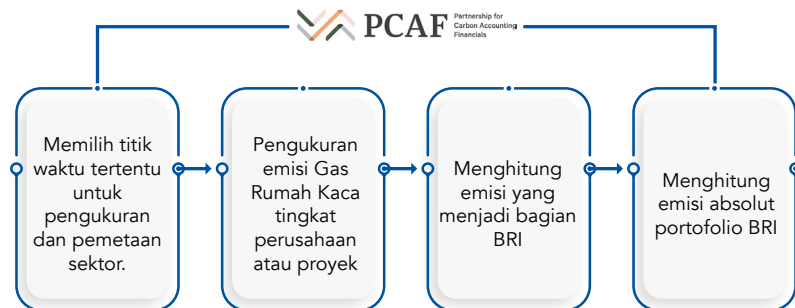 PCAF
Partnership for
Carbon Accounting
Financials
Memilih titik
waktu tertentu
untuk
pengukuran
dan pemetaan
sektor.
Pengukuran
emisi Gas
Rumah Kaca
tingkat
perusahaan
atau proyek
Menghitung
emisi yang
menjadi bagian
BRI
Menghitung
emisi absolut
portofolio BRI